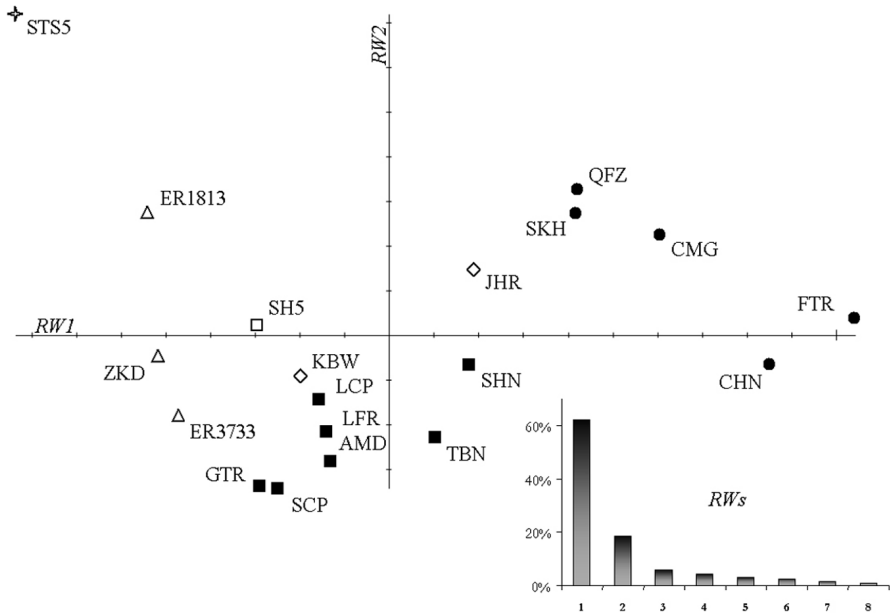 STS5
RW2
QFZ
ER1813
SKH
CMG
JHR
SH5
FTR
RW1
KBW
ZKD
SHN
CHN
LCP
LFR
ER3733
AMD
TBN
GTR
SCP
60%
RWs
40%
20%
0%
1 2 3 4 5 6 7 8